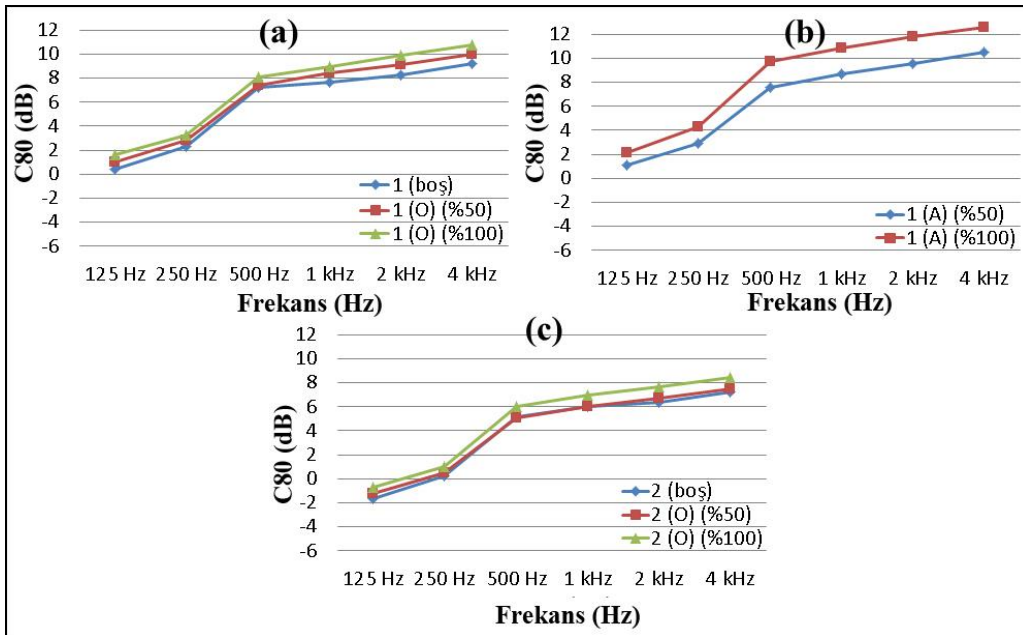 (a)
12
10
8
6
4
2
0
-2
-4
-6
C80 (dB)
1 (boş)
1 (O) (%50)
1 (O) (%100)
125 Hz 250 Hz 500 Hz 1 kHz 2 kHz 4 kHz
Frekans (Hz)
(b)
12
10
8
6
4
2
0
-2
-4
-6
C80 (dB)
1 (A) (%50)
1 (A) (%100)
125 Hz 250 Hz 500 Hz 1 kHz 2 kHz 4 kHz
Frekans (Hz)
(c)
12
10
8
6
4
2
0
-2
-4
-6
C80 (dB)
2 (boş)
2 (O) (%50)
2 (O) (%100)
125 Hz 250 Hz 500 Hz 1 kHz 2 kHz 4 kHz
Frekans (Hz)